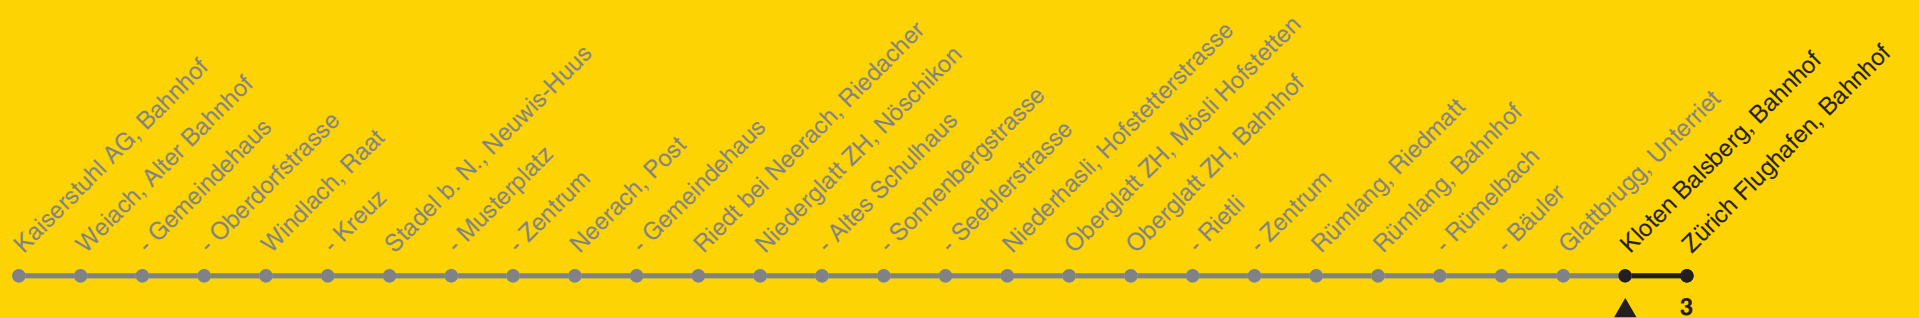 Kaiserstuhl AG, Bahnhof
Weiach, Alter Bahnhof
- Gemeindehaus
- Oberdorfstrasse
Windlach, Raat
- Kreuz
Stadel b. N., Neuwis-Huus
- Musterplatz
- Zentrum
Neerach, Post
- Gemeindehaus
Riedt bei Neerach, Riedacher
Niederglatt ZH, Nöschikon
- Altes Schulhaus
- Sonnenbergstrasse
- Seeblerstrasse
Niederhasli, Hofstetterstrasse
Oberglatt ZH, Mösli Hofstetten
Oberglatt ZH, Bahnhof
- Rietli
- Zentrum
Rümlang, Riedmatt
Rümlang, Bahnhof
- Rümelbach
- Bäuler
Glattbrugg, Unterriet
Kloten Balsberg, Bahnhof
Zürich Flughafen, Bahnhof
3